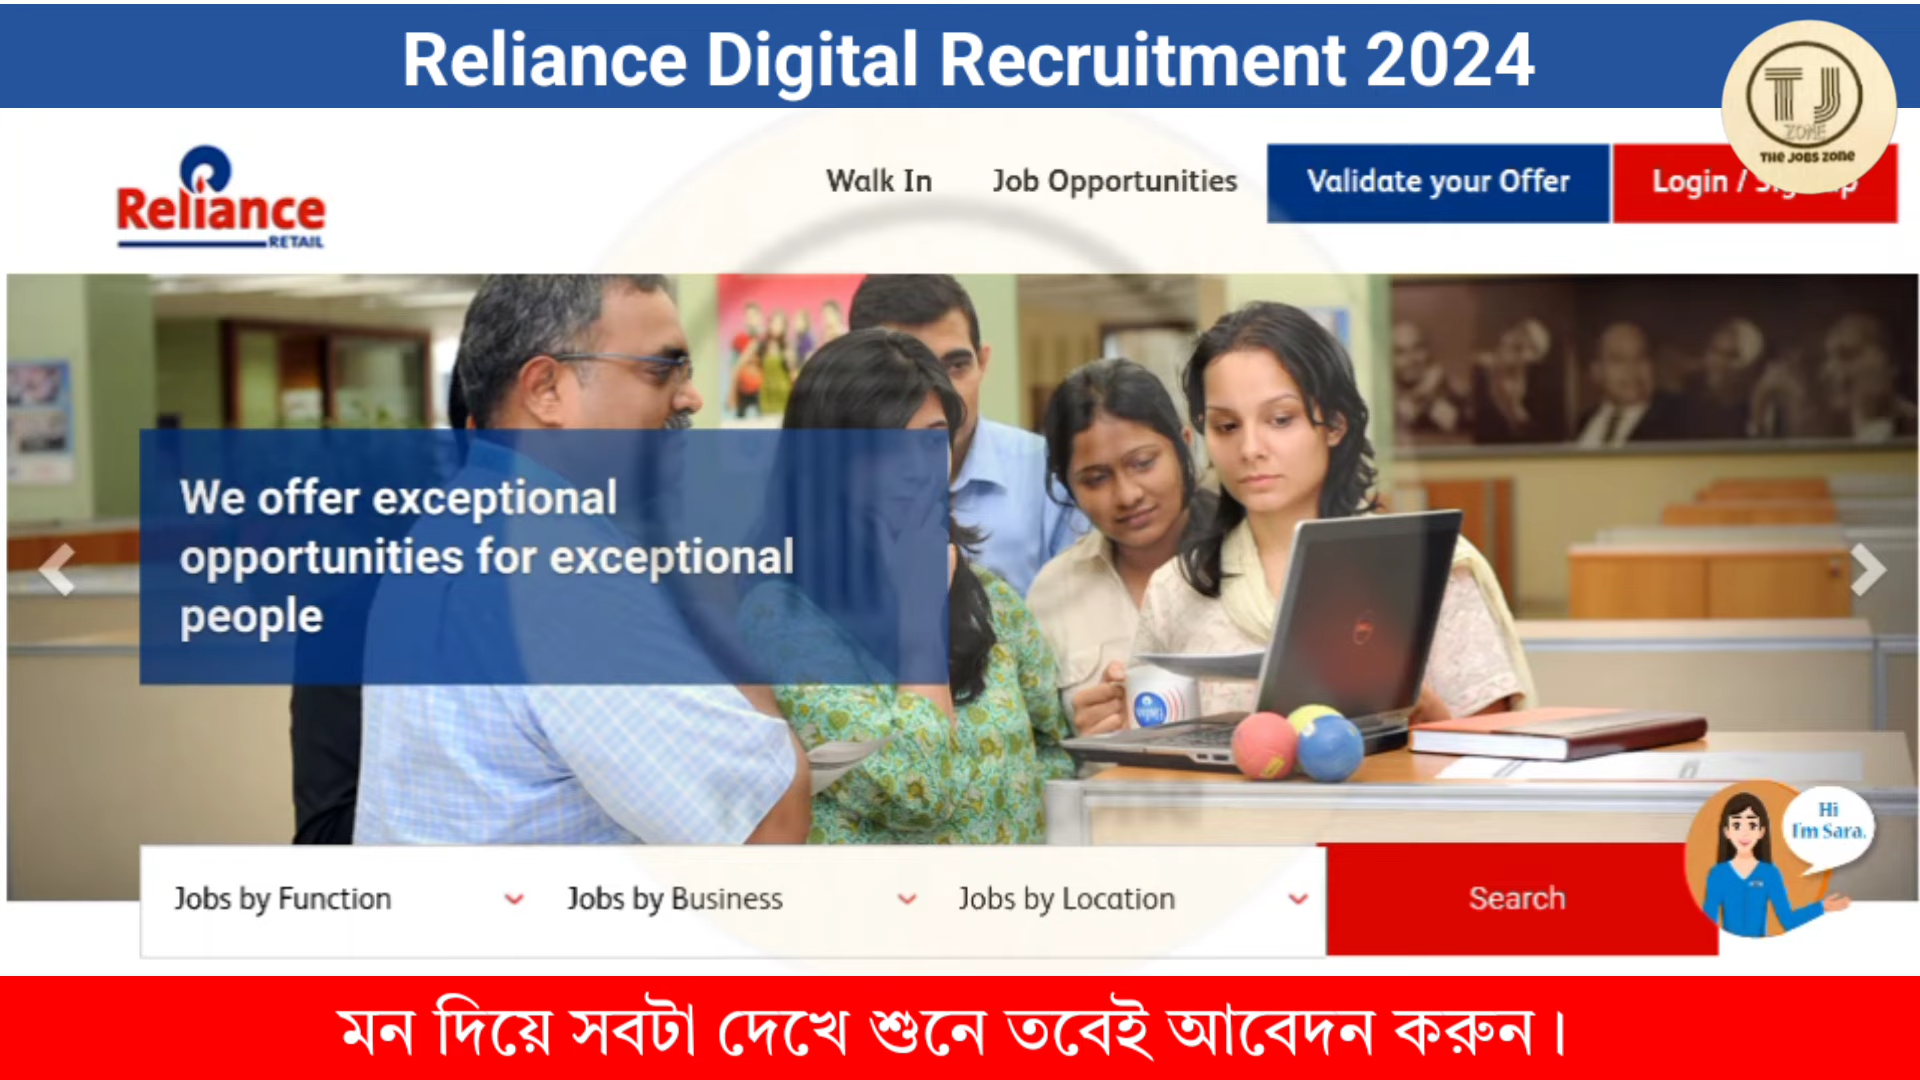 Reliance Digital Recruitment 2024
TJ
ZONE
THE JOBS ZONE
Reliance
RETAIL
Walk In
Job Opportunities
Validate your Offer
Login /
We offer exceptional
opportunities for exceptional
people
Hi
I'm Sara.
Jobs by Function
Jobs by Business
Jobs by Location
Search
মন দিয়ে সবটা দেখে শুনে তবেই আবেদন করুন।